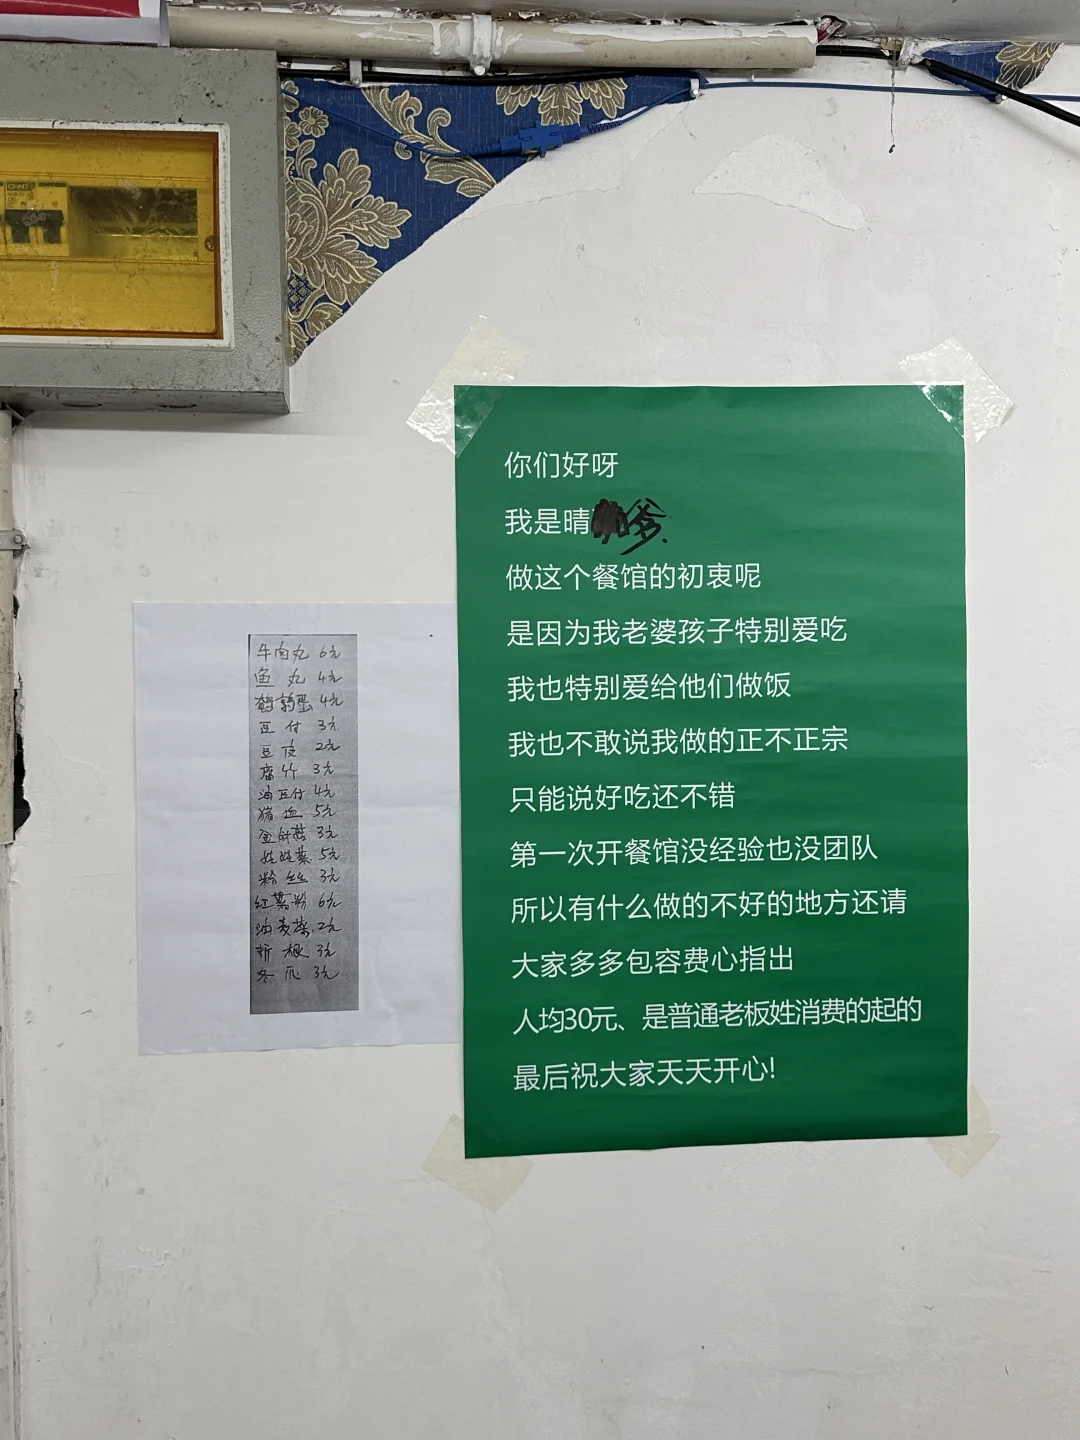 CHNT
牛肉丸 6元
鱼丸 4元
鹌鹑蛋 4元
豆付 3元
豆皮 2元
腐竹 3元
油豆付 4元
猪血 5元
金针菇 3元
娃娃菜 5元
粉丝 3元
红薯粉 6元
油麦菜 2元
折根 3元
冬瓜 3元
你们好呀
我是晴爹
做这个餐馆的初衷呢
是因为我老婆孩子特别爱吃
我也特别爱给他们做饭
我也不敢说我做的正不正宗
只能说好吃还不错
第一次开餐馆没经验也没团队
所以有什么做的不好的地方还请
大家多多包容费心指出
人均30元、是普通老板姓消费的起的
最后祝大家天天开心!